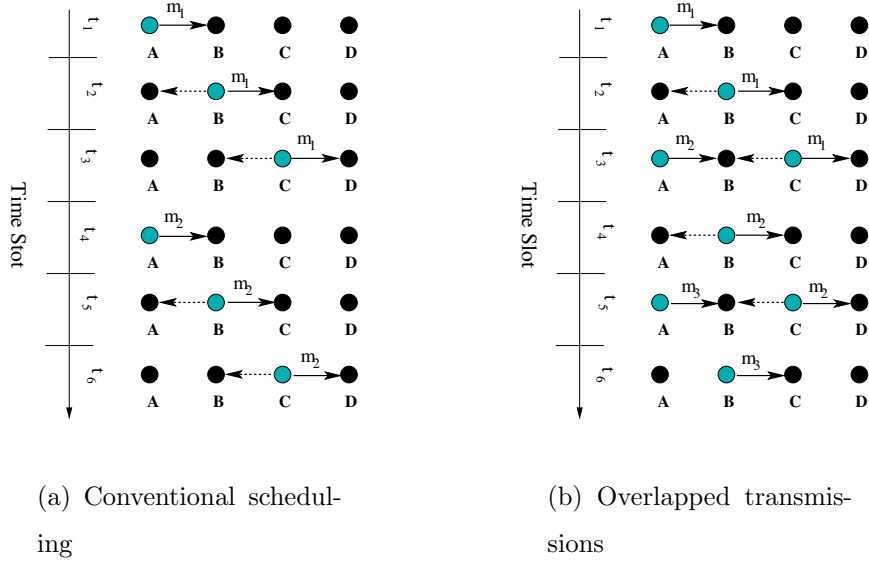 m₁
t₁
A B C D
m₁
t₂
A B C D
m₁
t₃
A B C D
m₂
t₄
A B C D
m₂
t₅
A B C D
m₂
t₆
A B C D
Time Stot
(a) Conventional schedul-
ing
m₁
t₁
A B C D
m₁
t₂
A B C D
m₂ m₁
t₃
A B C D
m₂
t₄
A B C D
m₃ m₂
t₅
A B C D
m₃
t₆
A B C D
Time Slot
(b) Overlapped transmis-
sions